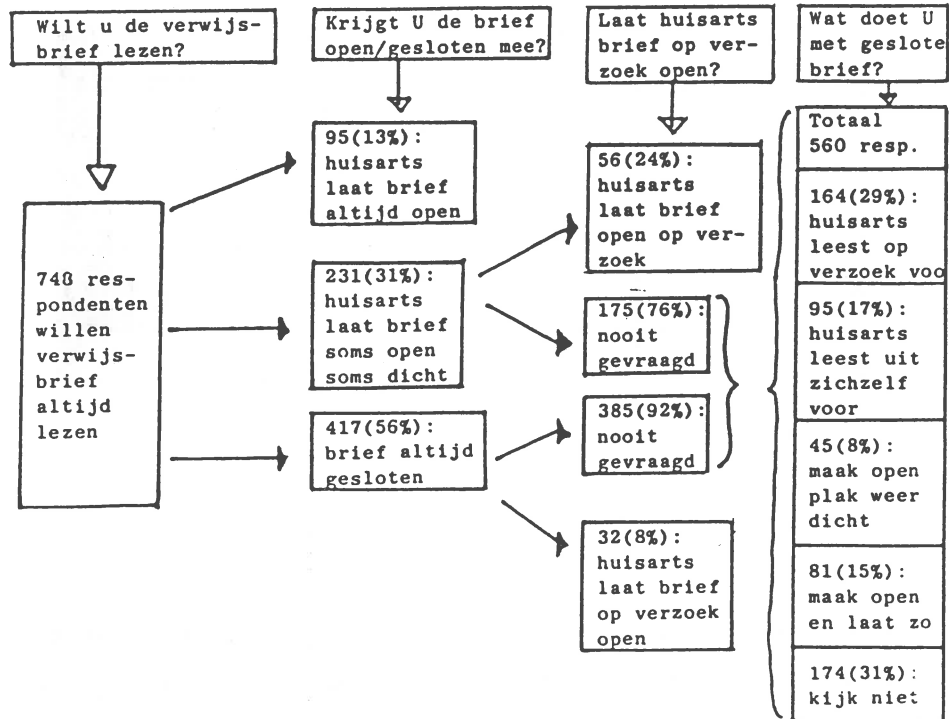 Wilt u de verwijs-
brief lezen?
Krijgt U de brief
open/gesloten mee?
Laat huisarts
brief op ver-
zoek open?
Wat doet U
met geslote
brief?
748 res-
pondenten
willen
verwijs-
brief
altijd
lezen
95(13%):
huisarts
laat brief
altijd open
231(31%):
huisarts
laat brief
soms open
soms dicht
417(56%):
brief altijd
gesloten
56(24%):
huisarts
laat brief
open op ver-
zoek
175(76%):
nooit
gevraagd
385(92%):
nooit
gevraagd
32(8%):
huisarts
laat brief
op verzoek
open
Totaal
560 resp.
164(29%):
huisarts
leest op
verzoek voo
95(17%):
huisarts
leest uit
zichzelf
voor
45(8%):
maak open
plak weer
dicht
81(15%):
maak open
en laat zo
174(31%):
kijk niet